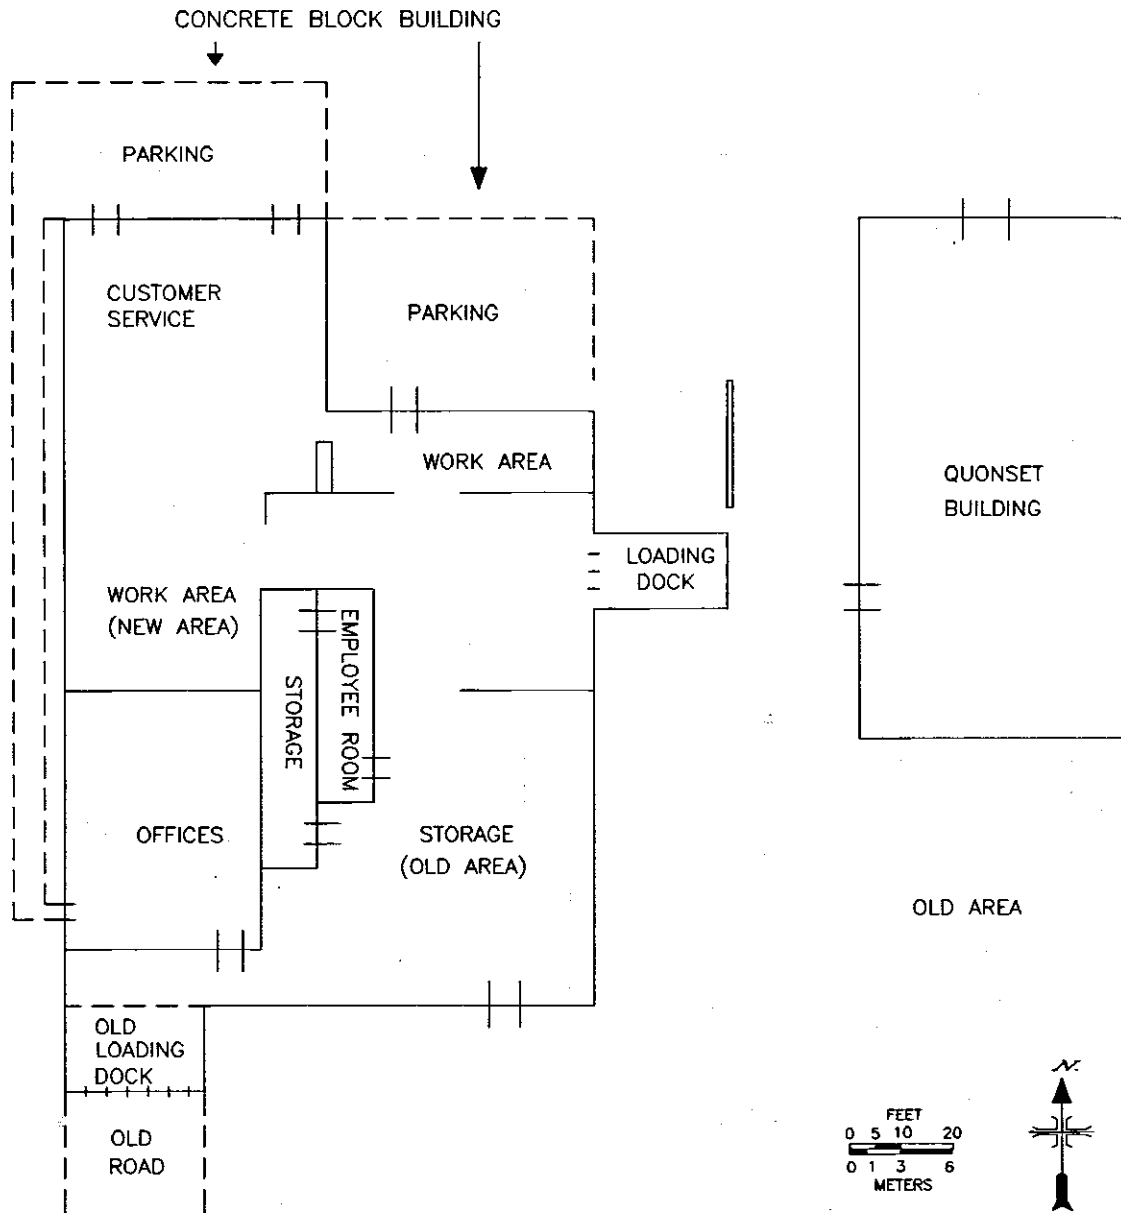 CONCRETE BLOCK BUILDING
PARKING
CUSTOMER
SERVICE
PARKING
WORK AREA
QUONSET
BUILDING
LOADING
DOCK
WORK AREA
(NEW AREA)
EMPLOYEE ROOM
STORAGE
OFFICES
STORAGE
(OLD AREA)
OLD AREA
OLD
LOADING
DOCK
OLD
ROAD
N.
FEET
0 5 10 20
0 1 3 6
METERS